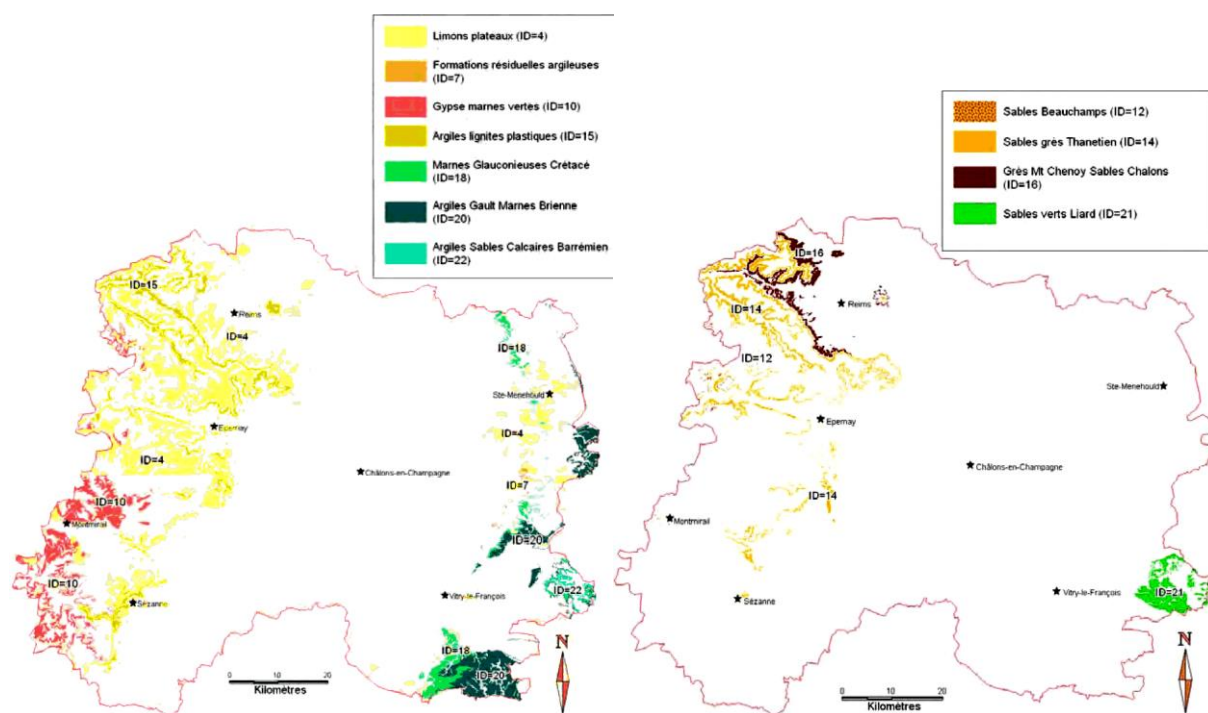 Limons plateaux (ID=4)
Formations résiduelles argileuses
(ID=7)
Gypse marnes vertes (ID=10)
Argiles lignites plastiques (ID=15)
Marnes Glauconieuses Crétacé
(ID=18)
Argiles Gault Marnes Brienne
(ID=20)
Argiles Sables Calcaires Barrémien
(ID=22)
ID=15
Reims
ID=4
ID=18
Ste-Menehould
Epernay
ID=4
ID=4
Châlons-en-Champagne
ID=7
ID=10
Montmirail
ID=20
ID=10
ID=22
Sézanne
Vitry-le-François
ID=18
ID=20
N
0 10 20
Kilomètres
Sables Beauchamps (ID=12)
Sables grès Thanetien (ID=14)
Grès Mt Chenoy Sables Chalons
(ID=16)
Sables verts Liard (ID=21)
ID=16
Reims
ID=14
ID=12
Ste-Menehould
Epernay
Châlons-en-Champagne
ID=14
Montmirail
Sézanne
Vitry-le-François
ID=21
N
0 10 20
Kilomètres